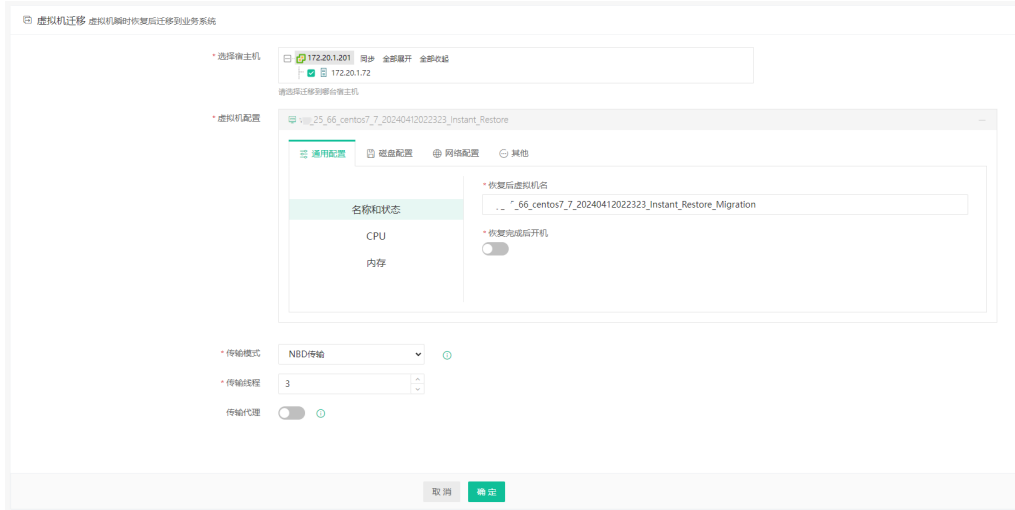 虚拟机迁移 虚拟机瞬时恢复后迁移到业务系统
* 选择宿主机
172.20.1.201 同步 全部展开 全部收起
172.20.1.72
请选择迁移到哪台宿主机
* 虚拟机配置
_25_66_centos7_7_20240412022323_Instant_Restore
通用配置 磁盘配置 网络配置 其他
名称和状态
CPU
内存
* 恢复后虚拟机名
_66_centos7_7_20240412022323_Instant_Restore_Migration
* 恢复完成后开机
* 传输模式 NBD传输
* 传输线程 3
传输代理
取消 确定